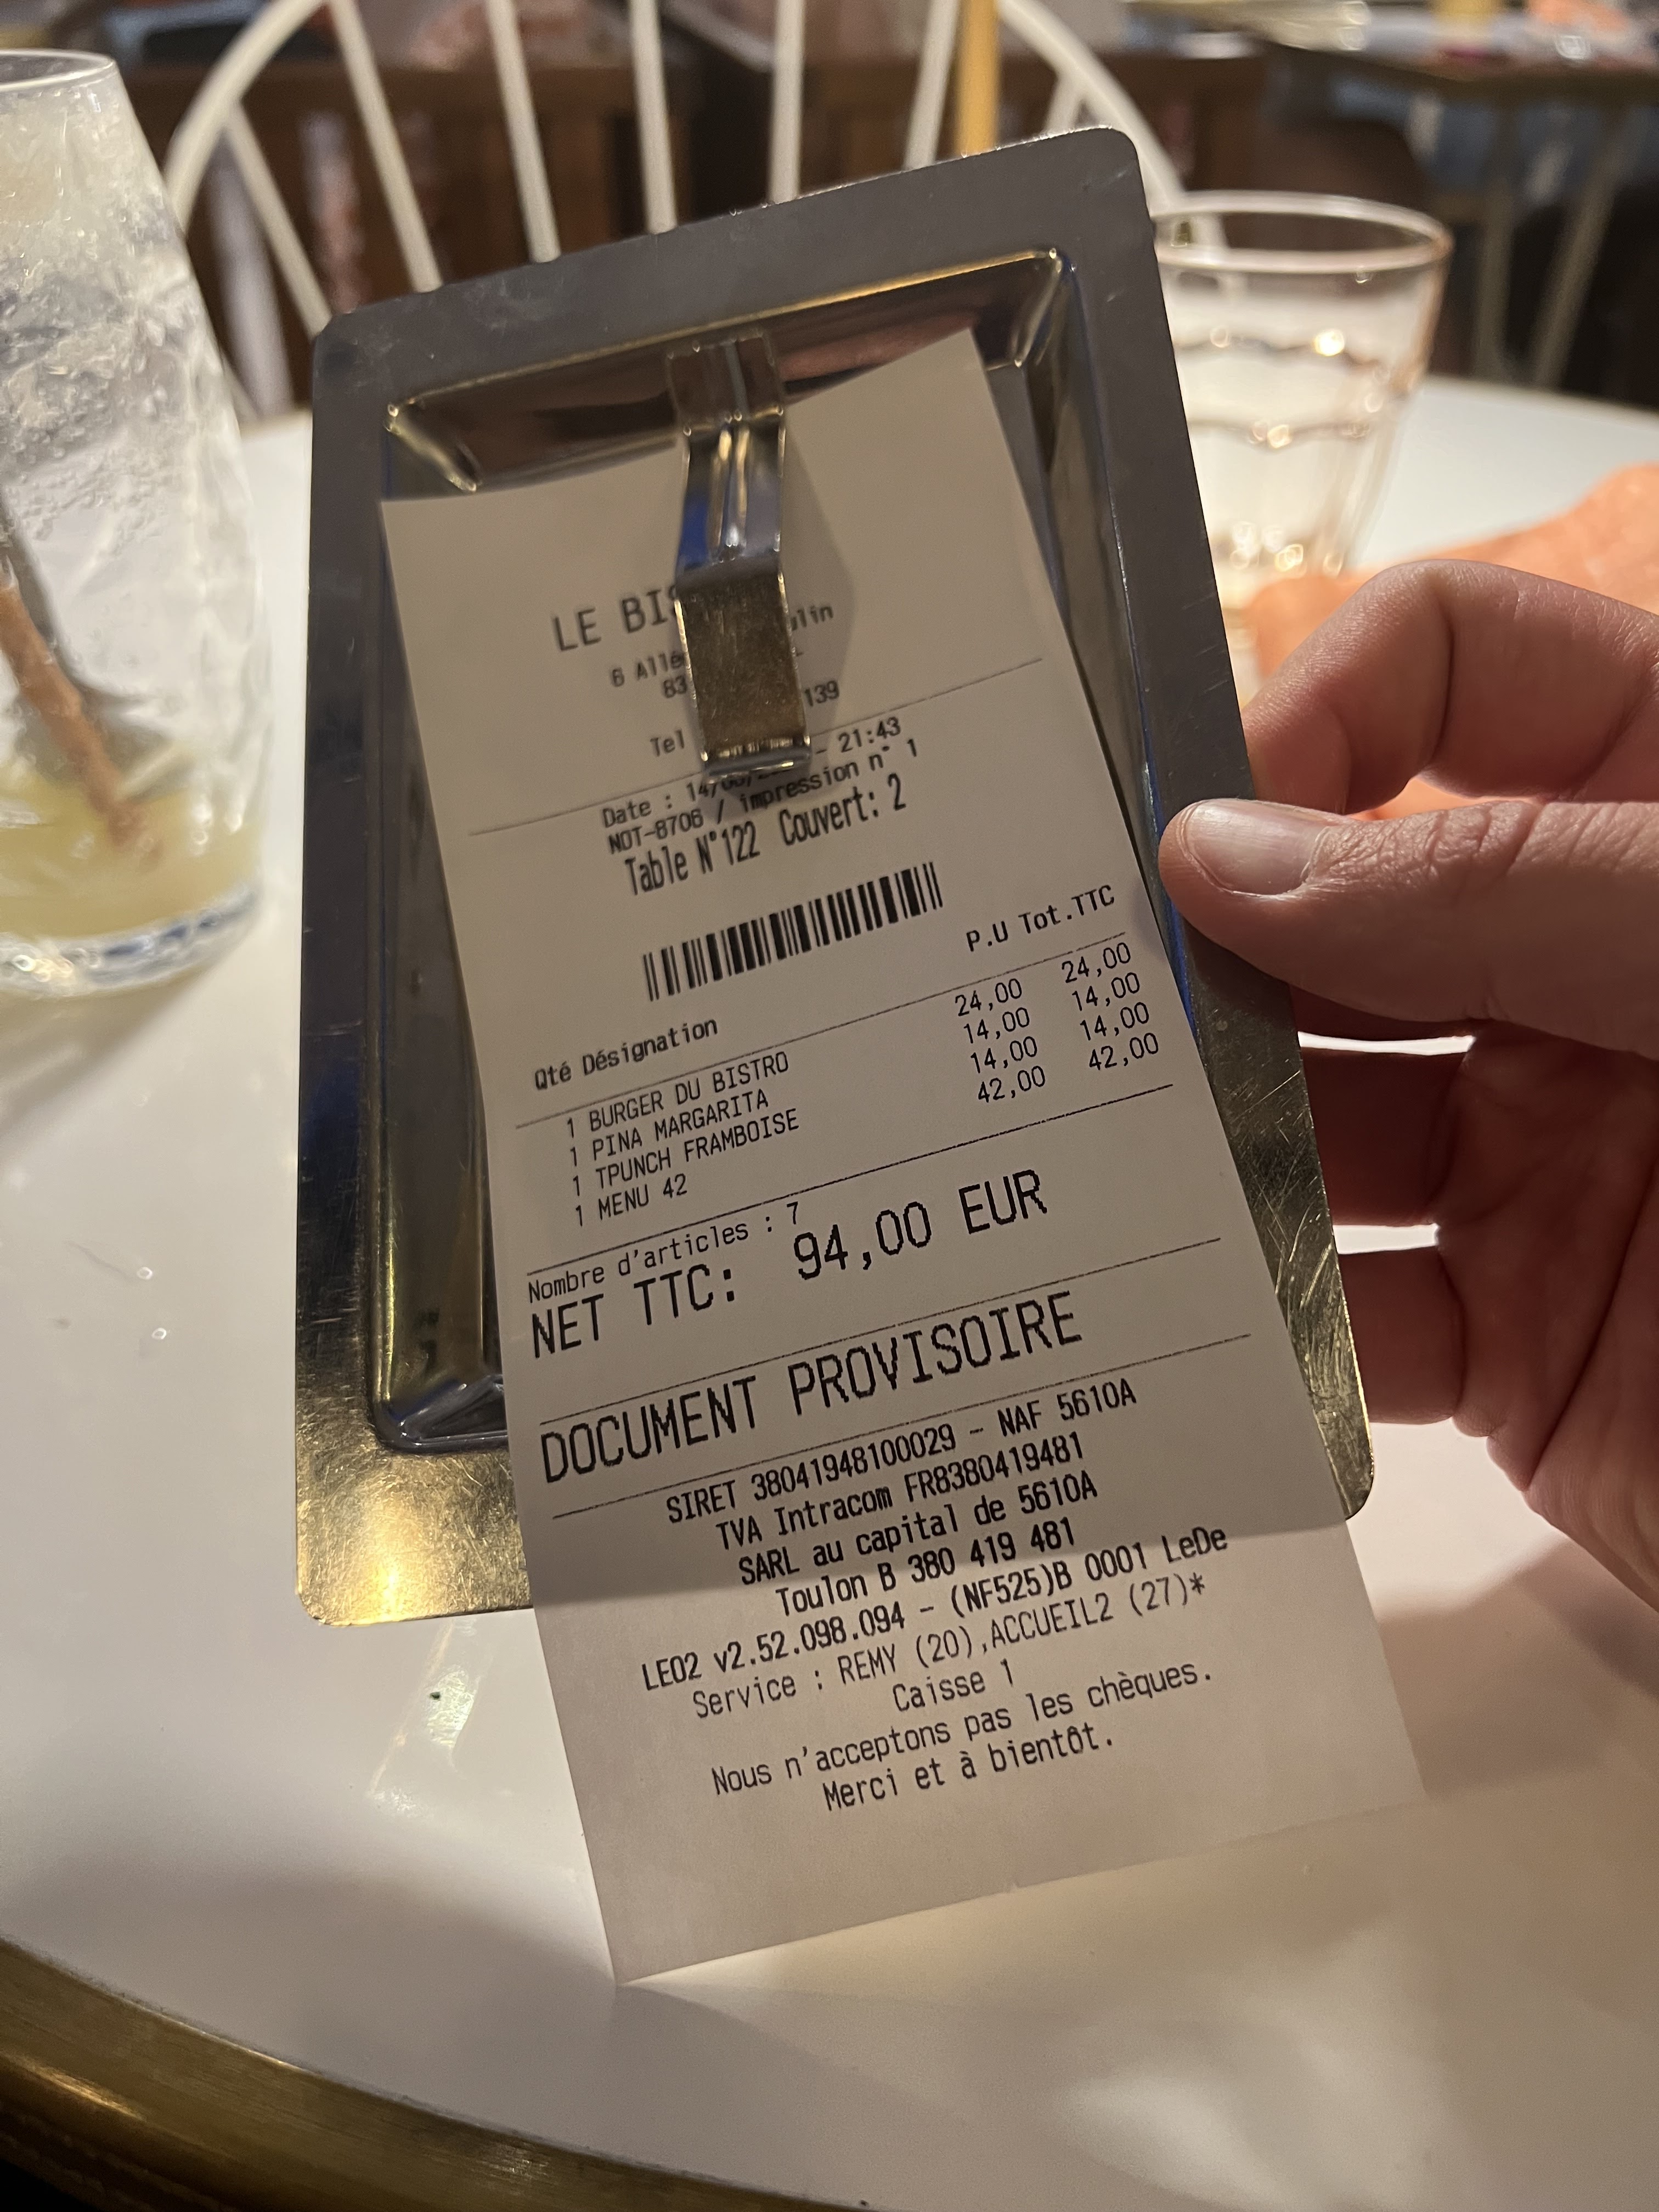 LE BIS
6 Allé
83 139
Tel
Date : 14/ - 21:43
NOT-8706 / impression n° 1
Table N°122 Couvert: 2
Qté Désignation P.U Tot.TTC
1 BURGER DU BISTRO 24,00 24,00
1 PINA MARGARITA 14,00 14,00
1 TPUNCH FRAMBOISE 14,00 14,00
1 MENU 42 42,00 42,00
Nombre d'articles : 7
NET TTC: 94,00 EUR
DOCUMENT PROVISOIRE
SIRET 38041948100029 - NAF 5610A
TVA Intracom FR8380419481
SARL au capital de 5610A
Toulon B 380 419 481
LEO2 v2.52.098.094 - (NF525)B 0001 LeDe
Service : REMY (20),ACCUEIL2 (27)*
Caisse 1
Nous n'acceptons pas les chèques.
Merci et à bientôt.